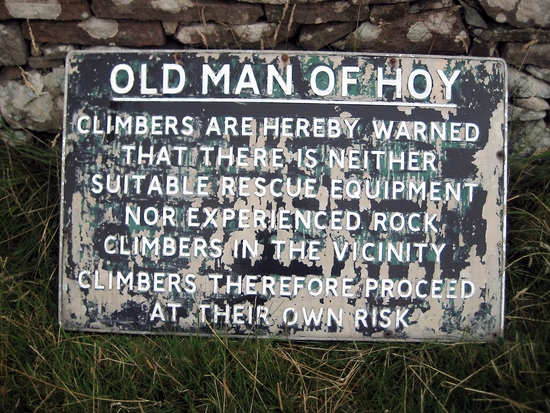 OLD MAN OF HOY
CLIMBERS ARE HEREBY WARNED
THAT THERE IS NEITHER
SUITABLE RESCUE EQUIPMENT
NOR EXPERIENCED ROCK
CLIMBERS IN THE VICINITY
CLIMBERS THEREFORE PROCEED
AT THEIR OWN RISK